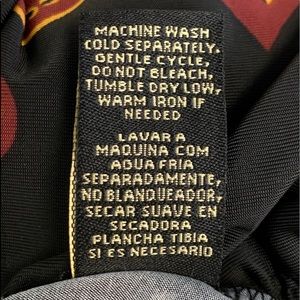 MACHINE WASH
COLD SEPARATELY.
GENTLE CYCLE,
DO NOT BLEACH,
TUMBLE DRY LOW,
WARM IRON IF
NEEDED
LAVAR A
MAQUINA COM
AGUA FRIA
SEPARADAMENTE,
NO BLANQUEADOR,
SECAR SUAVE EN
SECADORA
PLANCHA TIBIA
SI ES NECESARIO